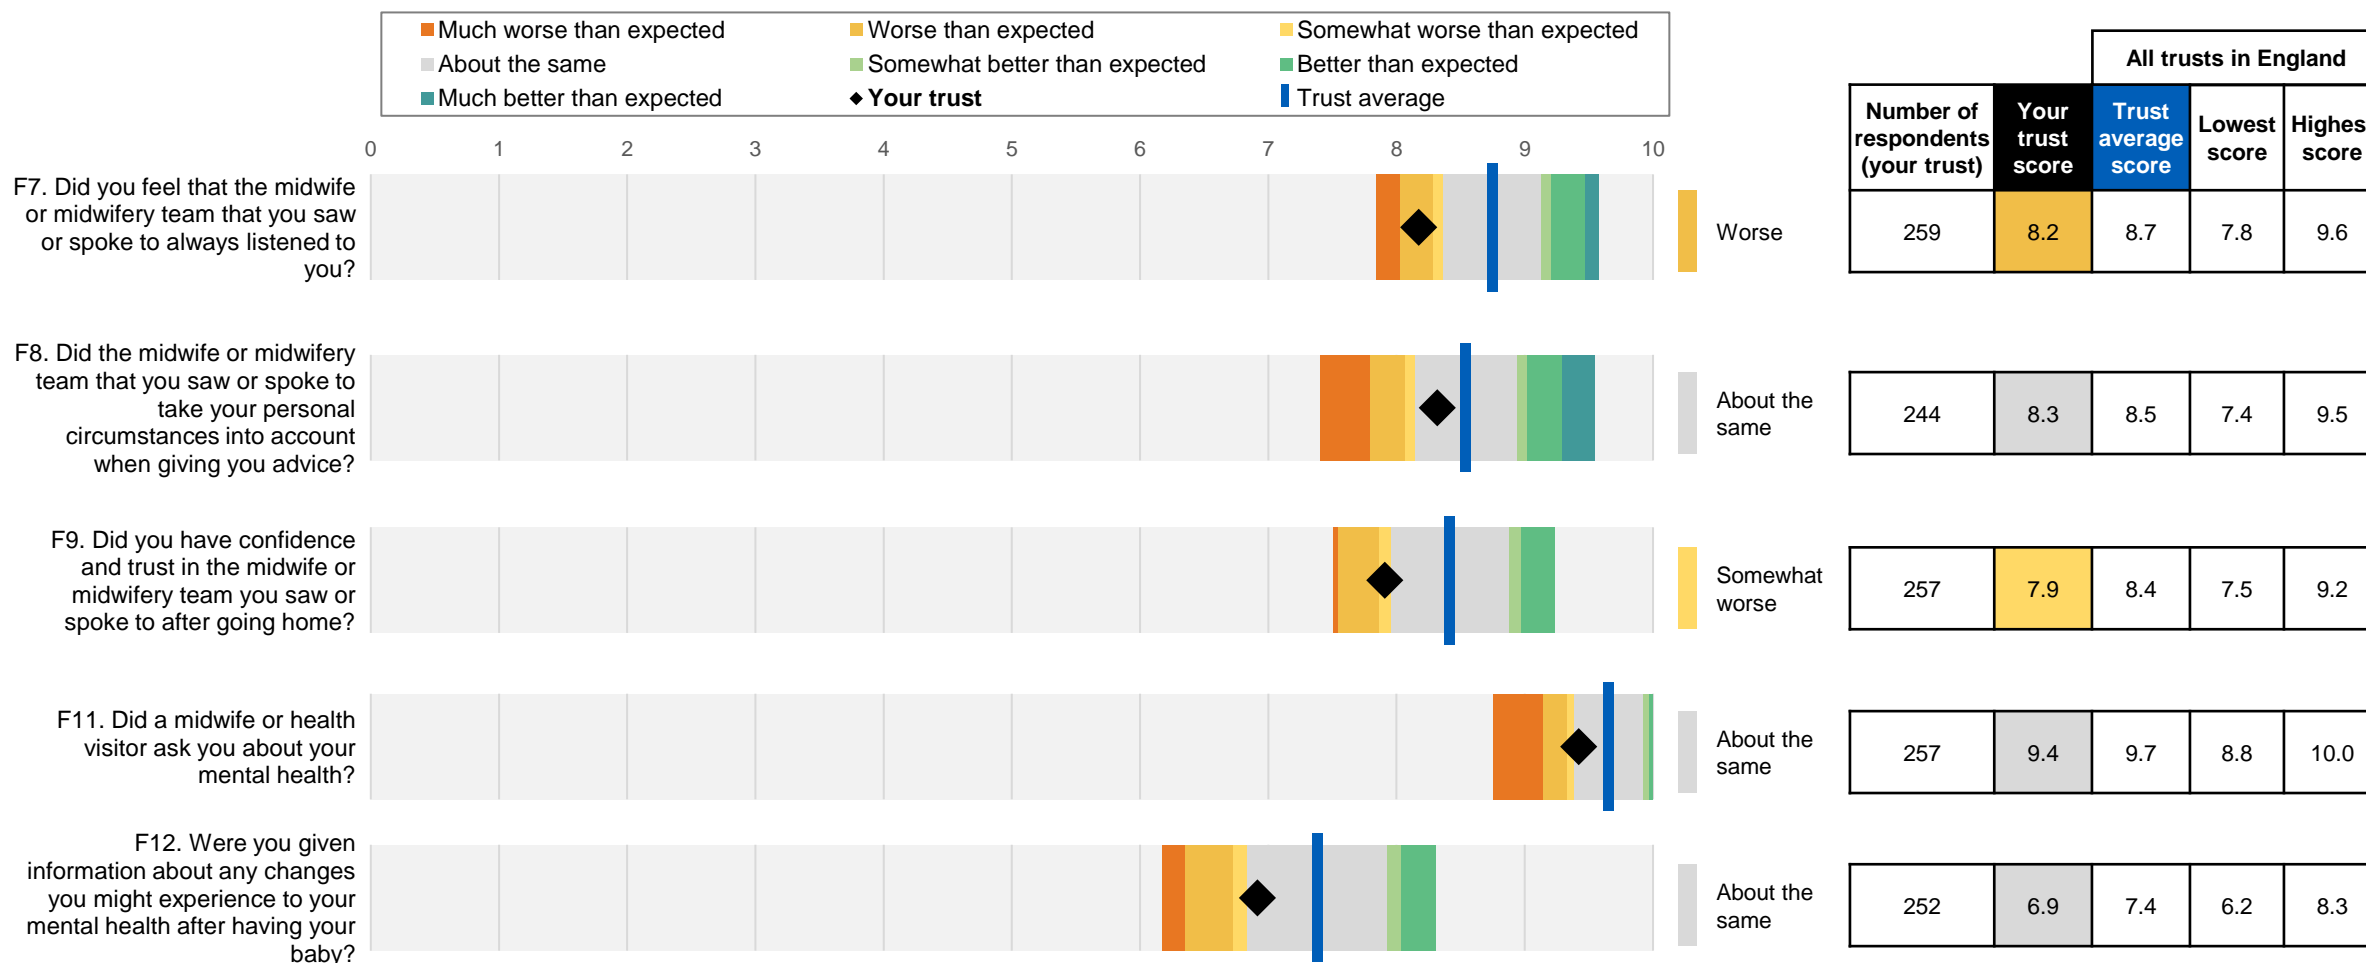 Much worse than expected
Worse than expected
Somewhat worse than expected
About the same
Somewhat better than expected
Better than expected
Much better than expected
Your trust
Trust average
All trusts in England
Number of
respondents
(your trust)
Your
trust
score
Trust
average
score
Lowest
score
Highes
score
0 1 2 3 4 5 6 7 8 9 10
F7. Did you feel that the midwife
or midwifery team that you saw
or spoke to always listened to
you?
Worse
259 8.2 8.7 7.8 9.6
F8. Did the midwife or midwifery
team that you saw or spoke to
take your personal
circumstances into account
when giving you advice?
About the
same
244 8.3 8.5 7.4 9.5
F9. Did you have confidence
and trust in the midwife or
midwifery team you saw or
spoke to after going home?
Somewhat
worse
257 7.9 8.4 7.5 9.2
F11. Did a midwife or health
visitor ask you about your
mental health?
About the
same
257 9.4 9.7 8.8 10.0
F12. Were you given
information about any changes
you might experience to your
mental health after having your
baby?
About the
same
252 6.9 7.4 6.2 8.3